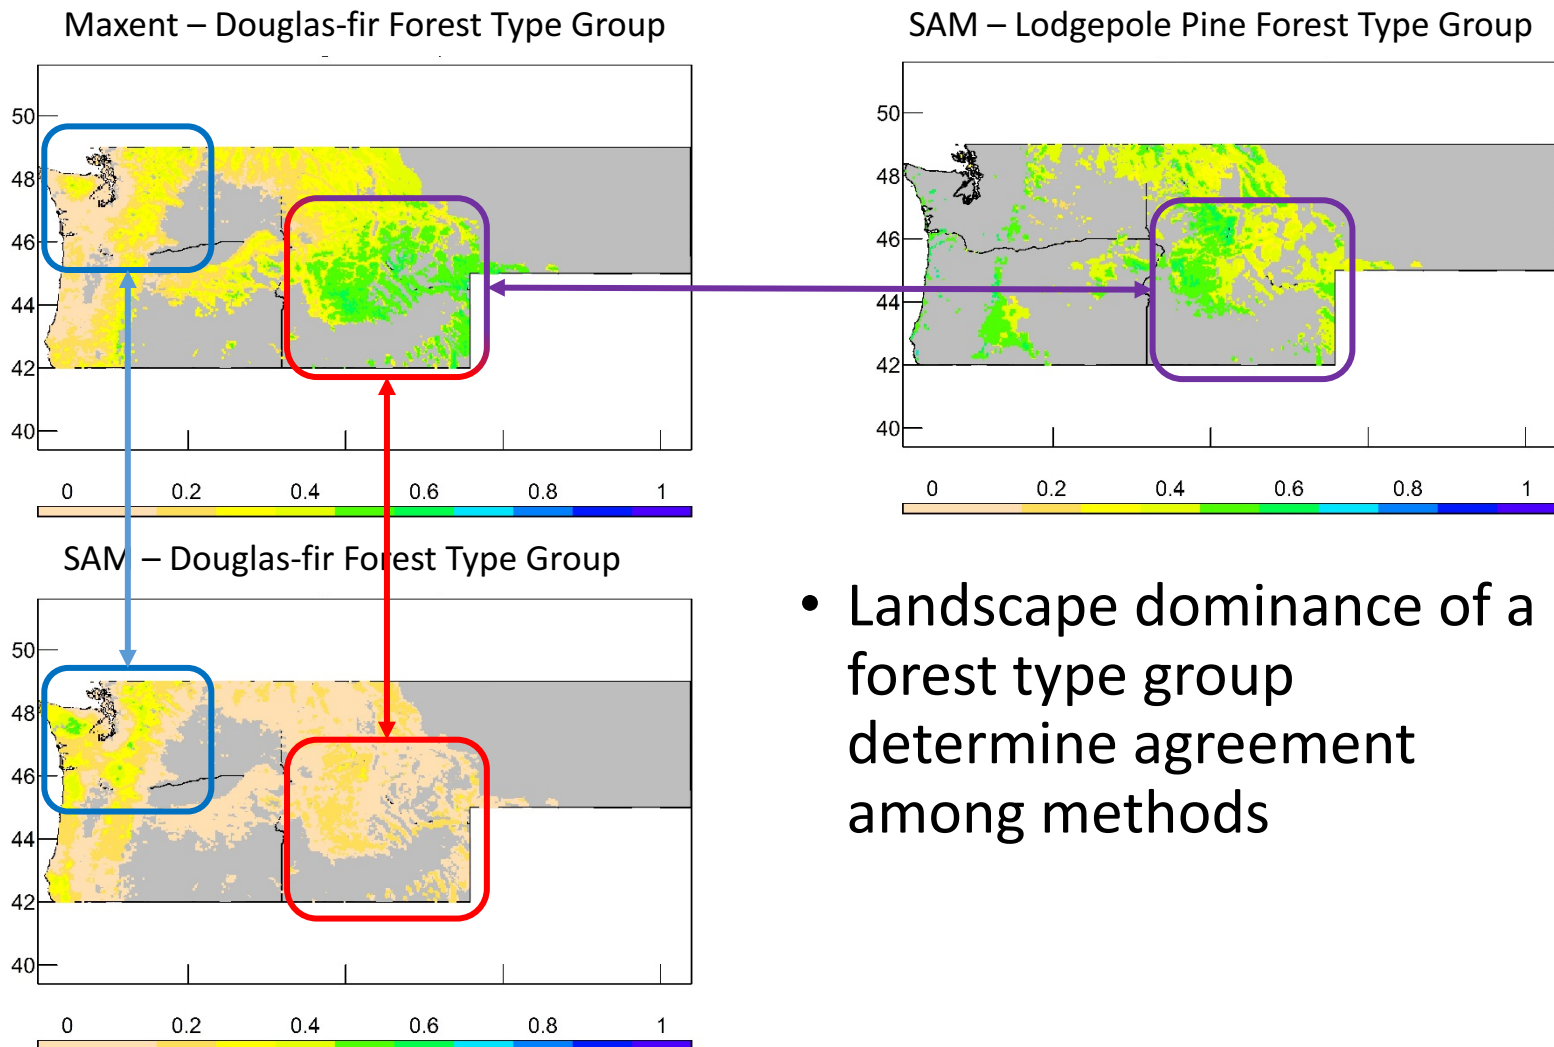 Maxent – Douglas-fir Forest Type Group
50
48
46
44
42
40
0 0.2 0.4 0.6 0.8 1
SAM – Lodgepole Pine Forest Type Group
50
48
46
44
42
40
0 0.2 0.4 0.6 0.8 1
SAM – Douglas-fir Forest Type Group
50
48
46
44
42
40
0 0.2 0.4 0.6 0.8 1
• Landscape dominance of a
forest type group
determine agreement
among methods